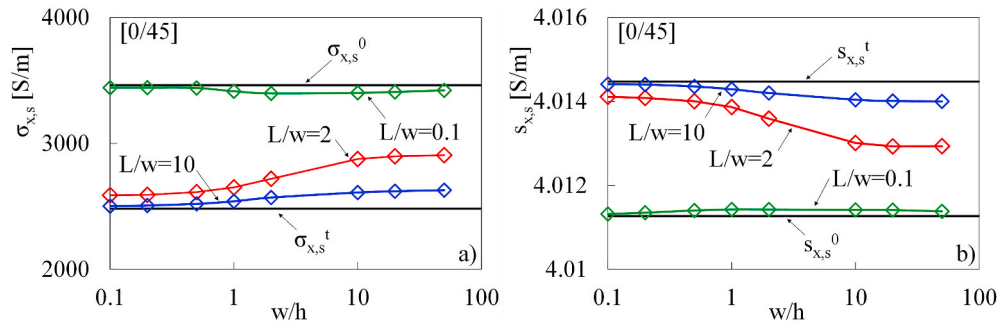 4000
3000
2000
σx,s [S/m]
[0/45]
σx,s⁰
L/w=0.1
L/w=2
L/w=10
σx,sᵗ
a)
0.1 1 10 100
w/h
4.016
4.014
4.012
4.01
sx,s [S/m]
[0/45]
sx,sᵗ
L/w=10
L/w=2
L/w=0.1
sx,s⁰
b)
0.1 1 10 100
w/h